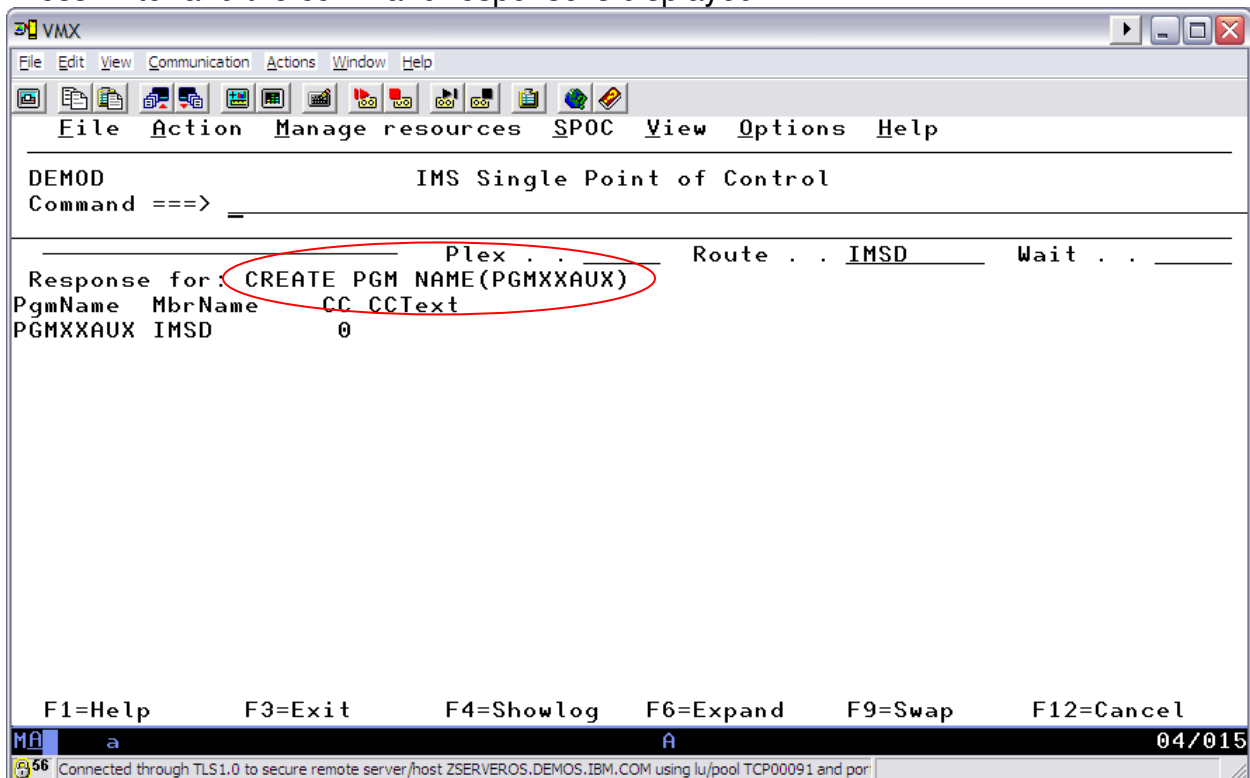 VMX
File Edit View Communication Actions Window Help
File Action Manage resources SPOC View Options Help
DEMOD IMS Single Point of Control
Command ===> _
Plex . . ______ Route . . IMSD Wait . . _____
Response for: CREATE PGM NAME(PGMXXAUX)
PgmName MbrName CC CCText
PGMXXAUX IMSD 0
F1=Help F3=Exit F4=Showlog F6=Expand F9=Swap F12=Cancel
MA a A 04/015
56 Connected through TLS1.0 to secure remote server/host ZSERVEROS.DEMOS.IBM.COM using lu/pool TCP00091 and por